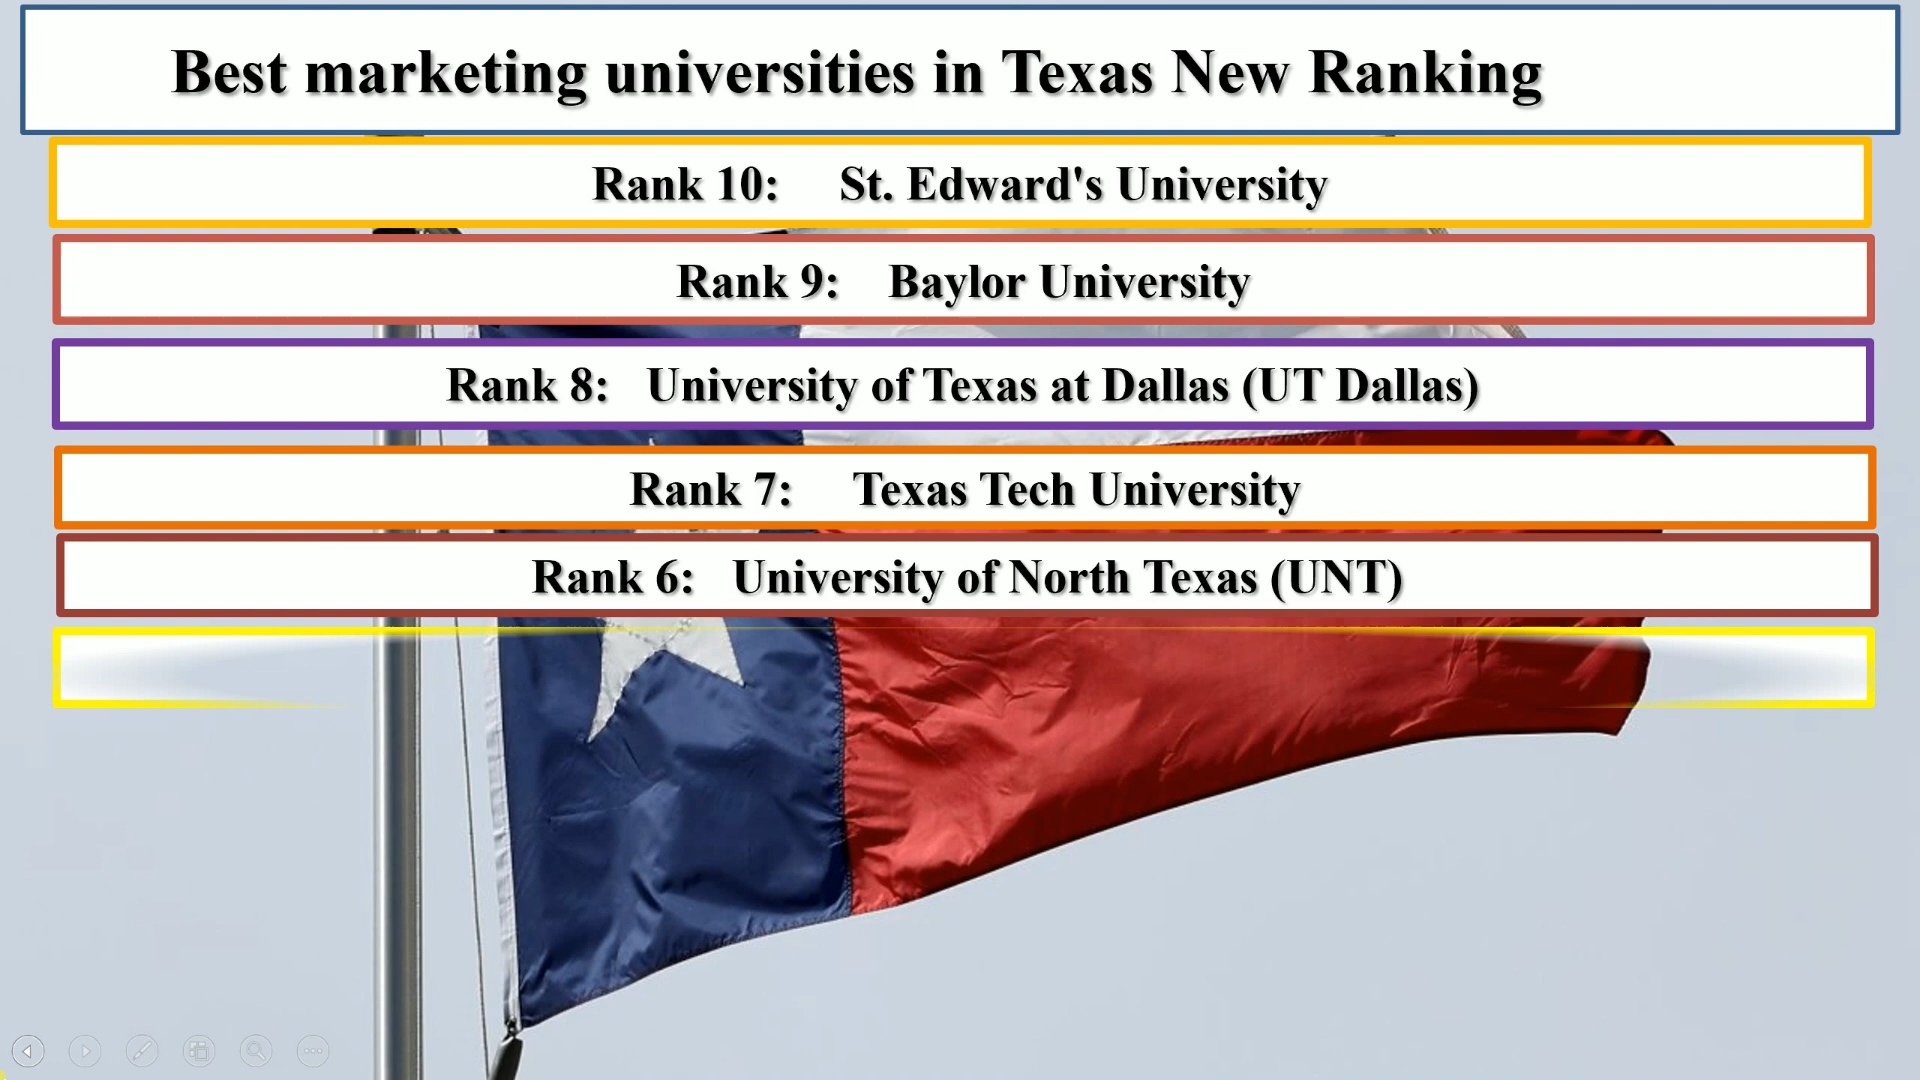 Best marketing universities in Texas New Ranking
Rank 10: St. Edward's University
Rank 9: Baylor University
Rank 8: University of Texas at Dallas (UT Dallas)
Rank 7: Texas Tech University
Rank 6: University of North Texas (UNT)